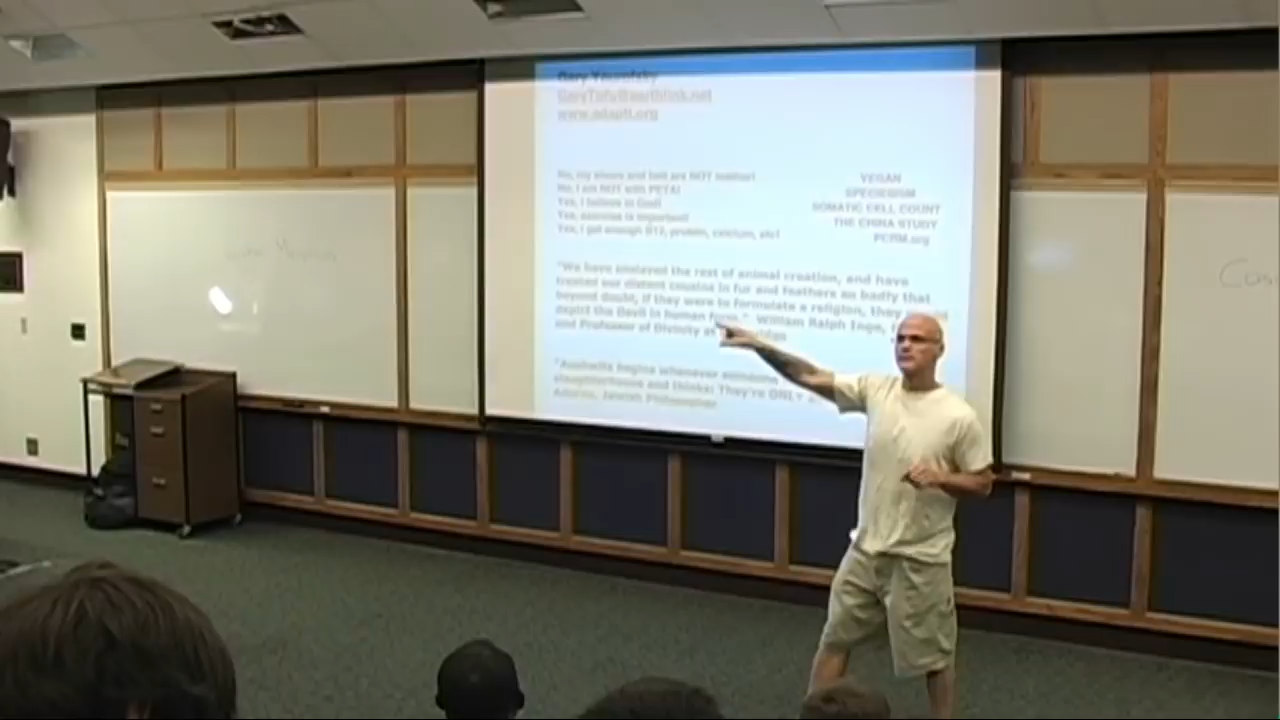 Gary Yourofsky
GaryTofu@earthlink.net
www.adaptt.org
No, my shoes and belt are NOT leather!
No, I am NOT with PETA!
Yes, I believe in God!
Yes, exercise is important!
Yes, I get enough B12, protein, calcium, etc!
VEGAN
SPECIESISM
SOMATIC CELL COUNT
THE CHINA STUDY
PCRM.org
"We have enslaved the rest of animal creation, and have
treated our distant cousins in fur and feathers so badly that
beyond doubt, if they were to formulate a religion, they
depict the Devil in human form." William Ralph Inge,
and Professor of Divinity at
"Auschwitz begins whenever someone
slaughterhouse and thinks: They're ONLY
Adorno, Jewish Philosopher